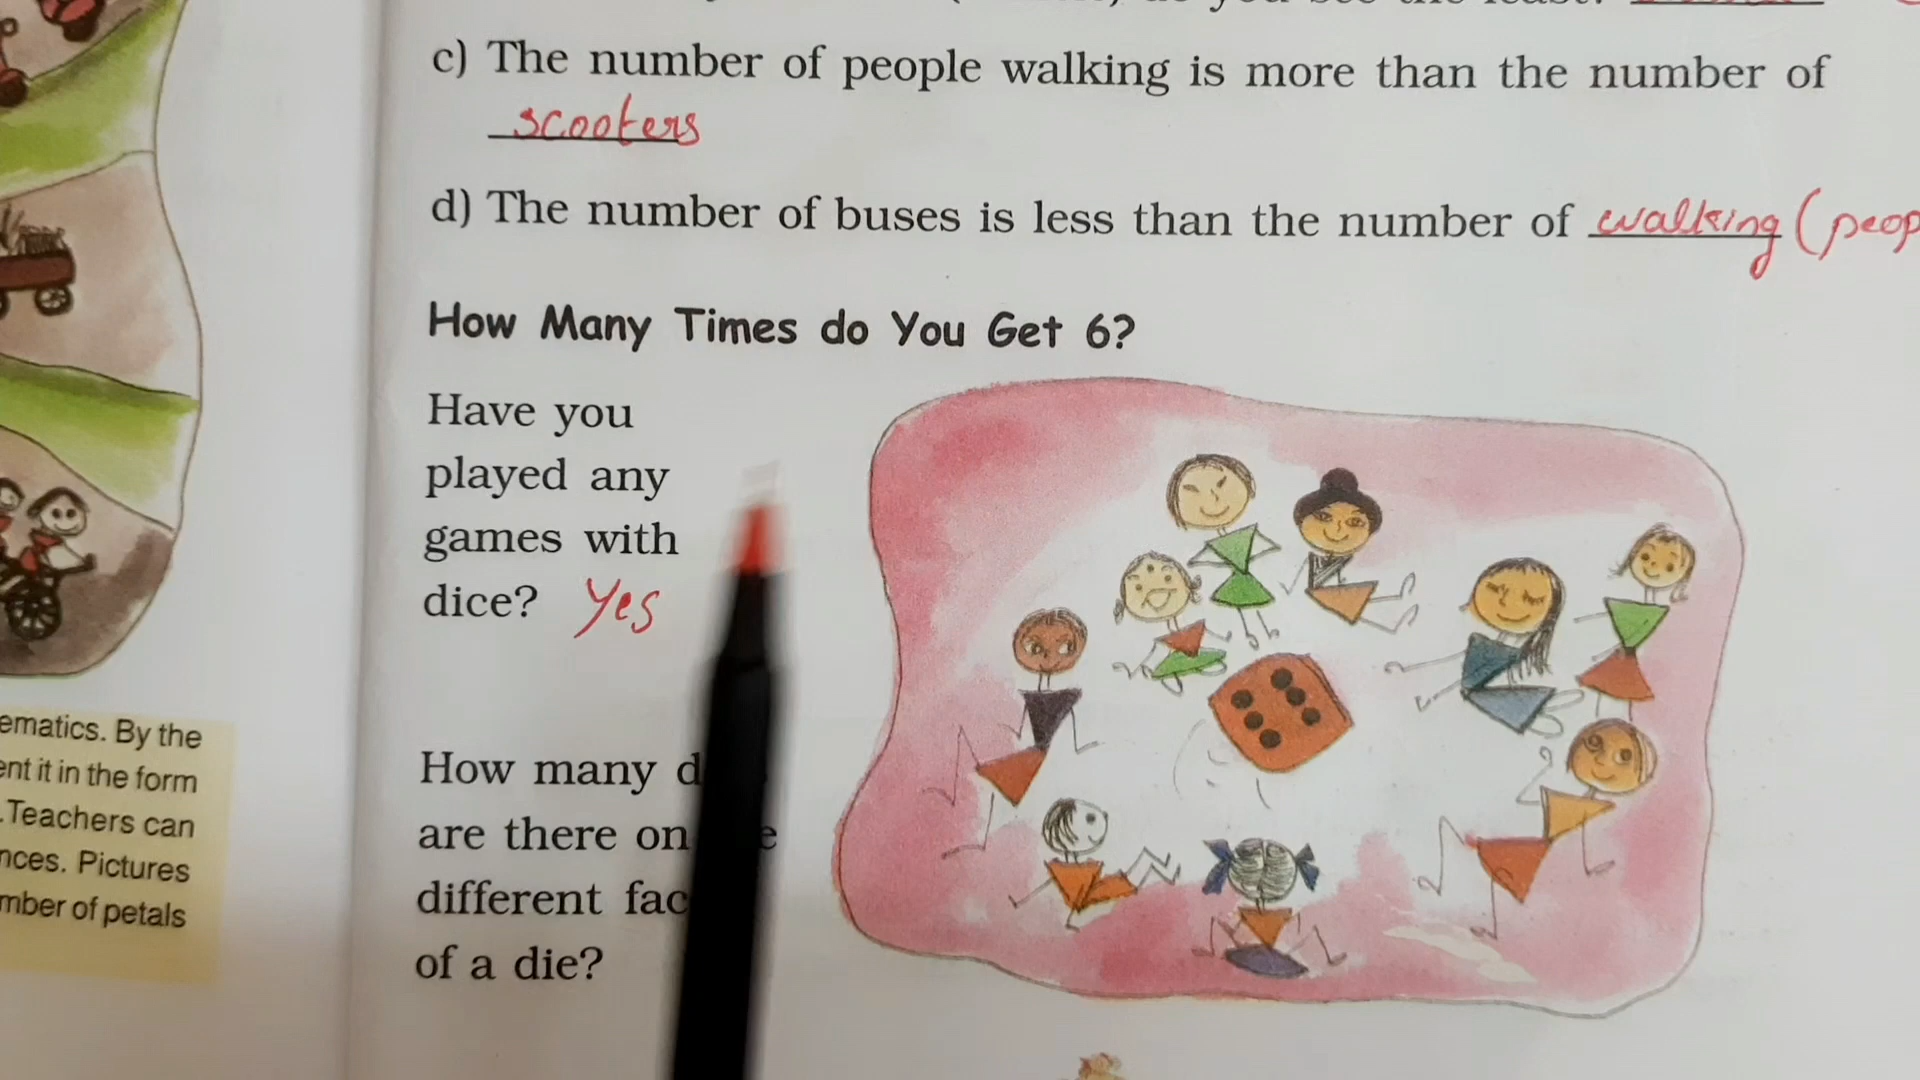 c) The number of people walking is more than the number of
scooters
d) The number of buses is less than the number of walking (peop
How Many Times do You Get 6?
Have you
played any
games with
dice? Yes
How many d
are there on
different fac
of a die?
ematics. By the
ent it in the form
.Teachers can
nces. Pictures
mber of petals